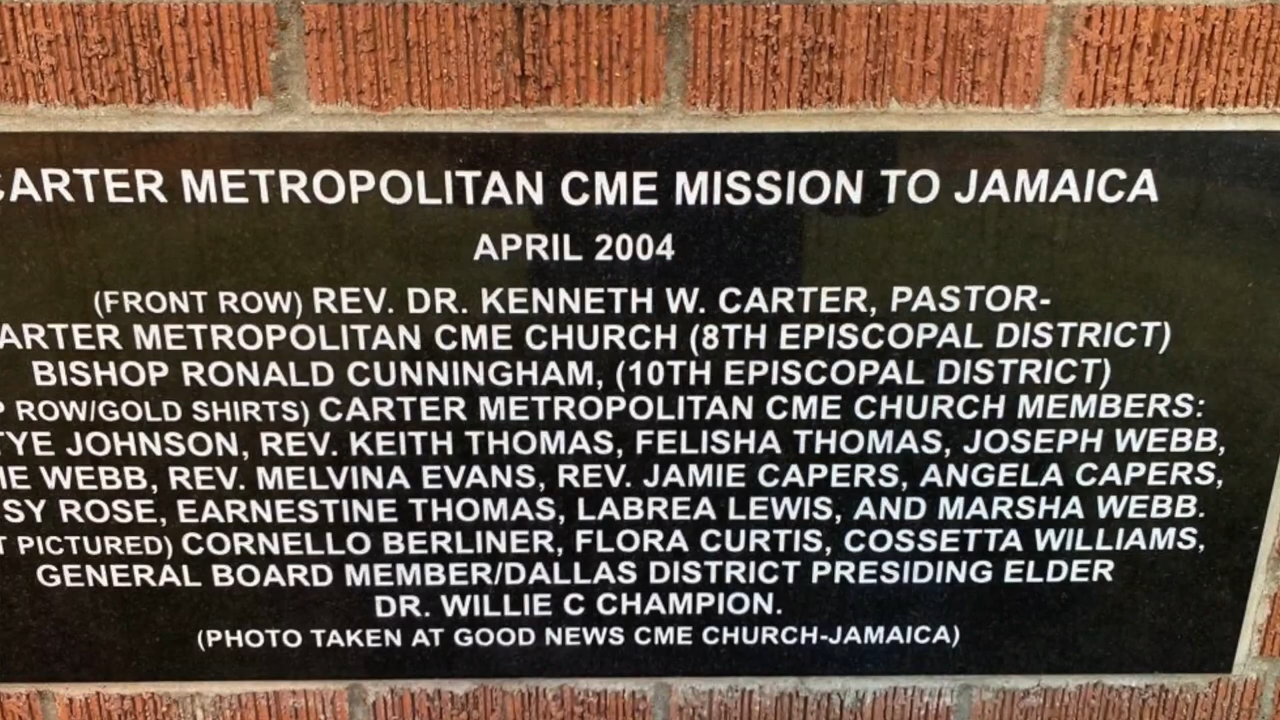 CARTER METROPOLITAN CME MISSION TO JAMAICA
APRIL 2004
(FRONT ROW) REV. DR. KENNETH W. CARTER, PASTOR-
CARTER METROPOLITAN CME CHURCH (8TH EPISCOPAL DISTRICT)
BISHOP RONALD CUNNINGHAM, (10TH EPISCOPAL DISTRICT)
ROW/GOLD SHIRTS) CARTER METROPOLITAN CME CHURCH MEMBERS:
JOHNSON, REV. KEITH THOMAS, FELISHA THOMAS, JOSEPH WEBB,
WEBB, REV. MELVINA EVANS, REV. JAMIE CAPERS, ANGELA CAPERS,
ROSE, EARNESTINE THOMAS, LABREA LEWIS, AND MARSHA WEBB.
PICTURED) CORNELLO BERLINER, FLORA CURTIS, COSSETTA WILLIAMS,
GENERAL BOARD MEMBER/DALLAS DISTRICT PRESIDING ELDER
DR. WILLIE C CHAMPION.
(PHOTO TAKEN AT GOOD NEWS CME CHURCH-JAMAICA)